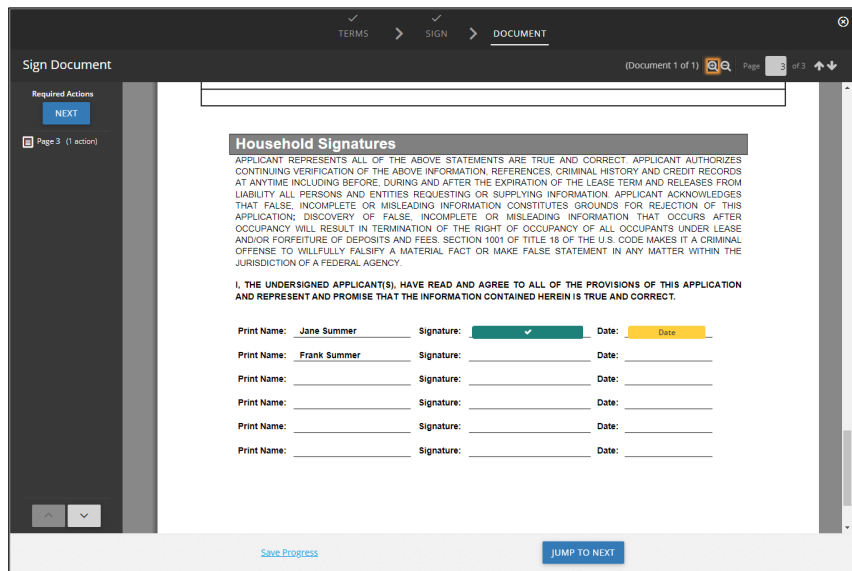 TERMS
SIGN
DOCUMENT
Sign Document
(Document 1 of 1)
Page 3 of 3
Required Actions
NEXT
Page 3 (1 action)
Household Signatures
APPLICANT REPRESENTS ALL OF THE ABOVE STATEMENTS ARE TRUE AND CORRECT. APPLICANT AUTHORIZES
CONTINUING VERIFICATION OF THE ABOVE INFORMATION, REFERENCES, CRIMINAL HISTORY AND CREDIT RECORDS
AT ANYTIME INCLUDING BEFORE, DURING AND AFTER THE EXPIRATION OF THE LEASE TERM AND RELEASES FROM
LIABILITY ALL PERSONS AND ENTITIES REQUESTING OR SUPPLYING INFORMATION. APPLICANT ACKNOWLEDGES
THAT FALSE, INCOMPLETE OR MISLEADING INFORMATION CONSTITUTES GROUNDS FOR REJECTION OF THIS
APPLICATION; DISCOVERY OF FALSE, INCOMPLETE OR MISLEADING INFORMATION THAT OCCURS AFTER
OCCUPANCY WILL RESULT IN TERMINATION OF THE RIGHT OF OCCUPANCY OF ALL OCCUPANTS UNDER LEASE
AND/OR FORFEITURE OF DEPOSITS AND FEES. SECTION 1001 OF TITLE 18 OF THE U.S. CODE MAKES IT A CRIMINAL
OFFENSE TO WILLFULLY FALSIFY A MATERIAL FACT OR MAKE FALSE STATEMENT IN ANY MATTER WITHIN THE
JURISDICTION OF A FEDERAL AGENCY.
I, THE UNDERSIGNED APPLICANT(S), HAVE READ AND AGREE TO ALL OF THE PROVISIONS OF THIS APPLICATION
AND REPRESENT AND PROMISE THAT THE INFORMATION CONTAINED HEREIN IS TRUE AND CORRECT.
Print Name: Jane Summer Signature: Date: Date
Print Name: Frank Summer Signature: Date:
Print Name: Signature: Date:
Print Name: Signature: Date:
Print Name: Signature: Date:
Print Name: Signature: Date:
Save Progress
JUMP TO NEXT